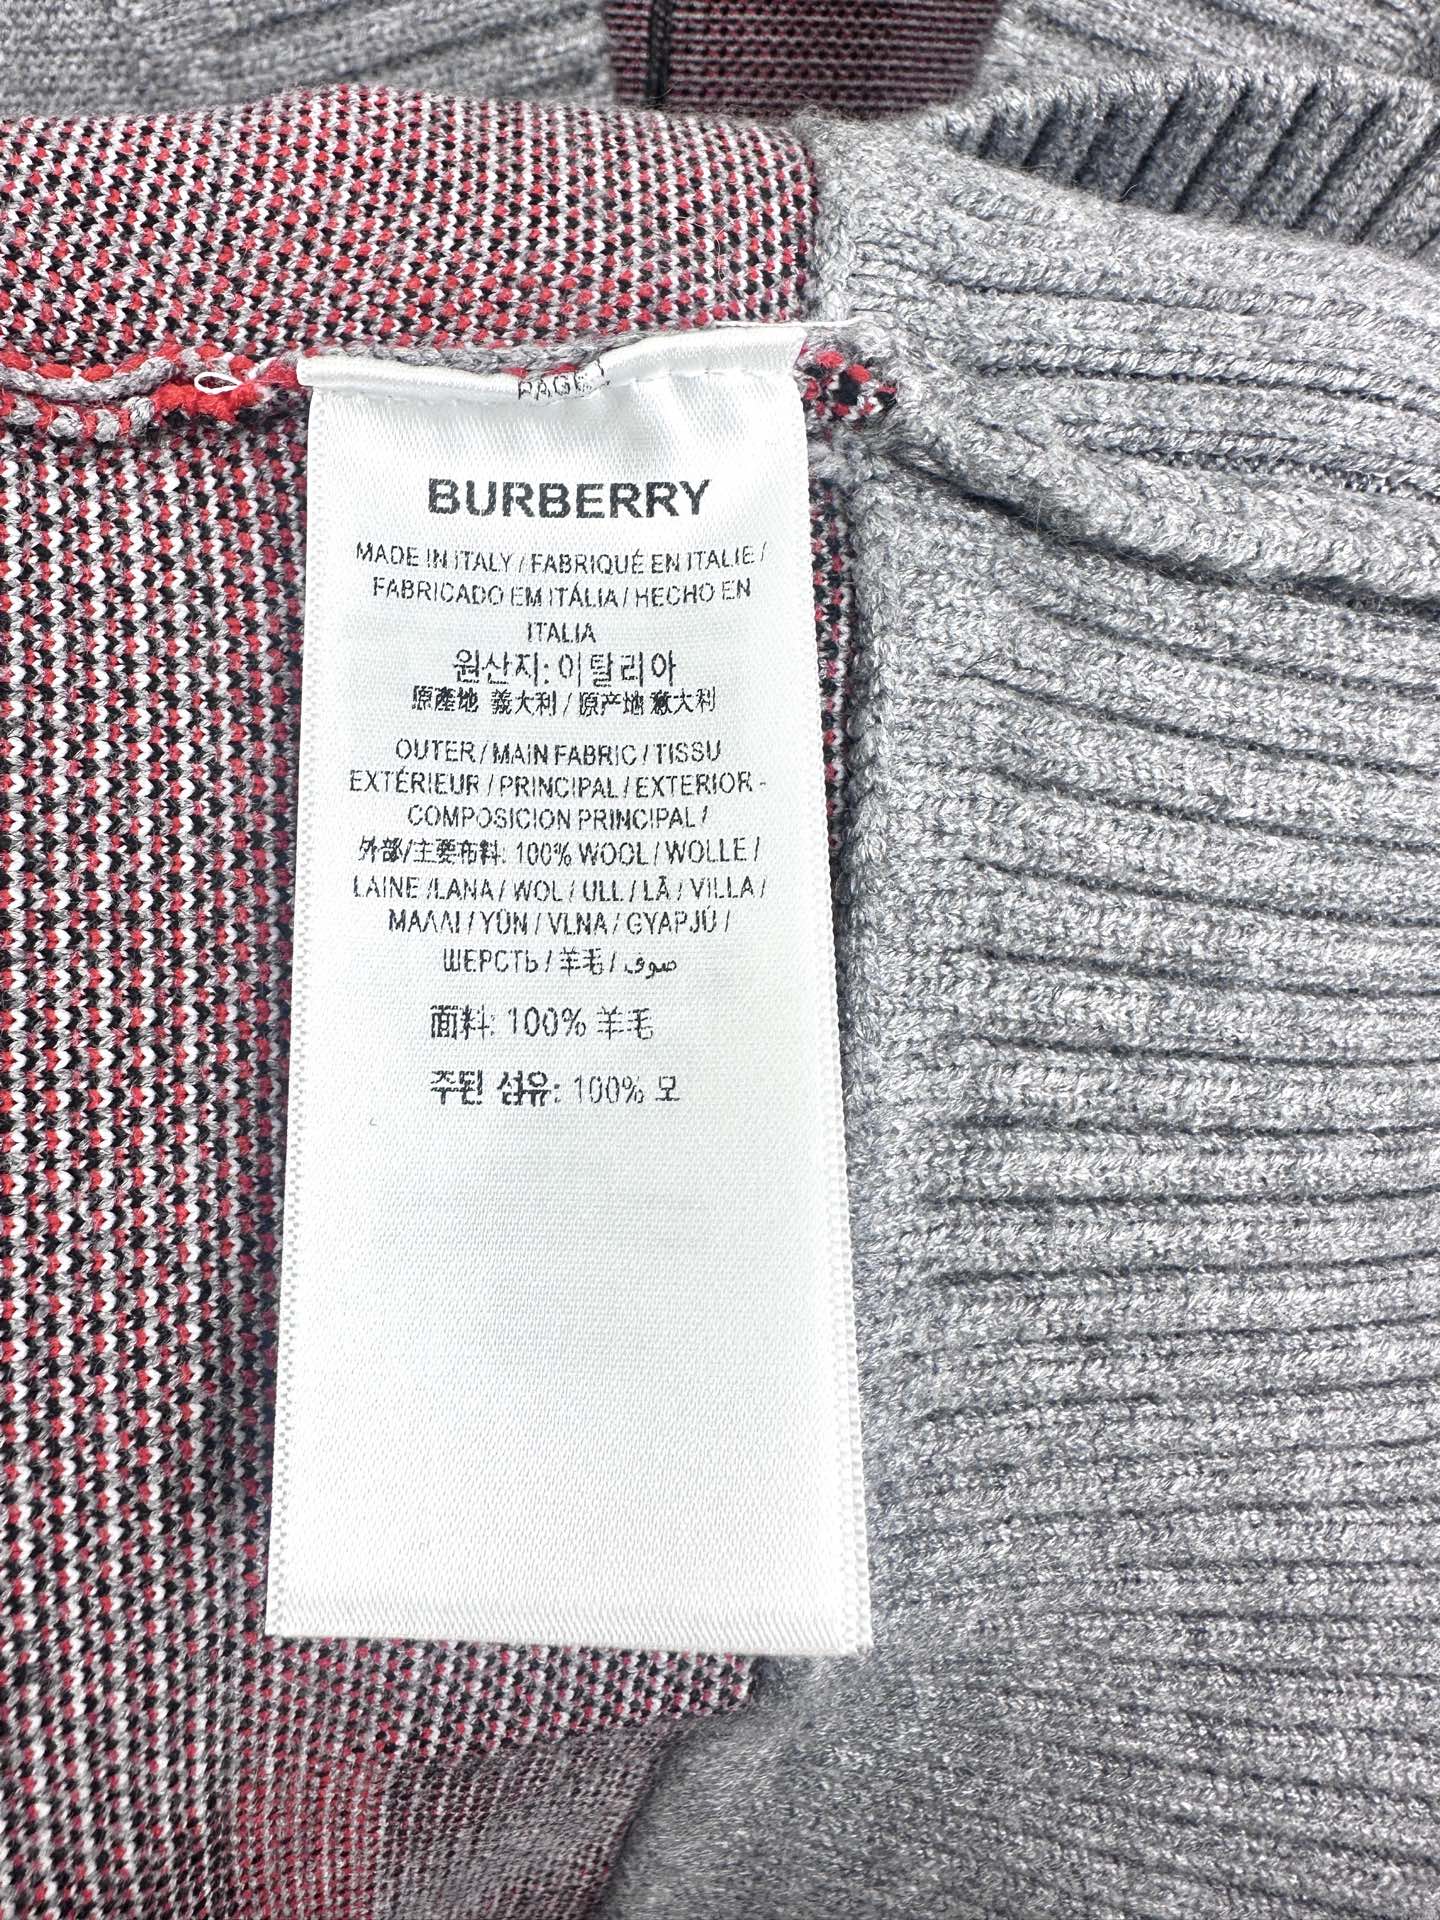 PAGE 1
BURBERRY
MADE IN ITALY / FABRIQUÉ EN ITALIE /
FABRICADO EM ITÁLIA / HECHO EN
ITALIA
원산지: 이탈리아
原產地 義大利 / 原产地 意大利
OUTER / MAIN FABRIC / TISSU
EXTÉRIEUR / PRINCIPAL / EXTERIOR -
COMPOSICION PRINCIPAL /
外部/主要布料: 100% WOOL / WOLLE /
LAINE /LANA / WOL / ULL / LÃ / VILLA /
ΜΑΛΛΙ / YÜN / VLNA / GYAPJÚ /
ШЕРСТЬ / 羊毛 / صوف
面料: 100% 羊毛
주된 섬유: 100% 모